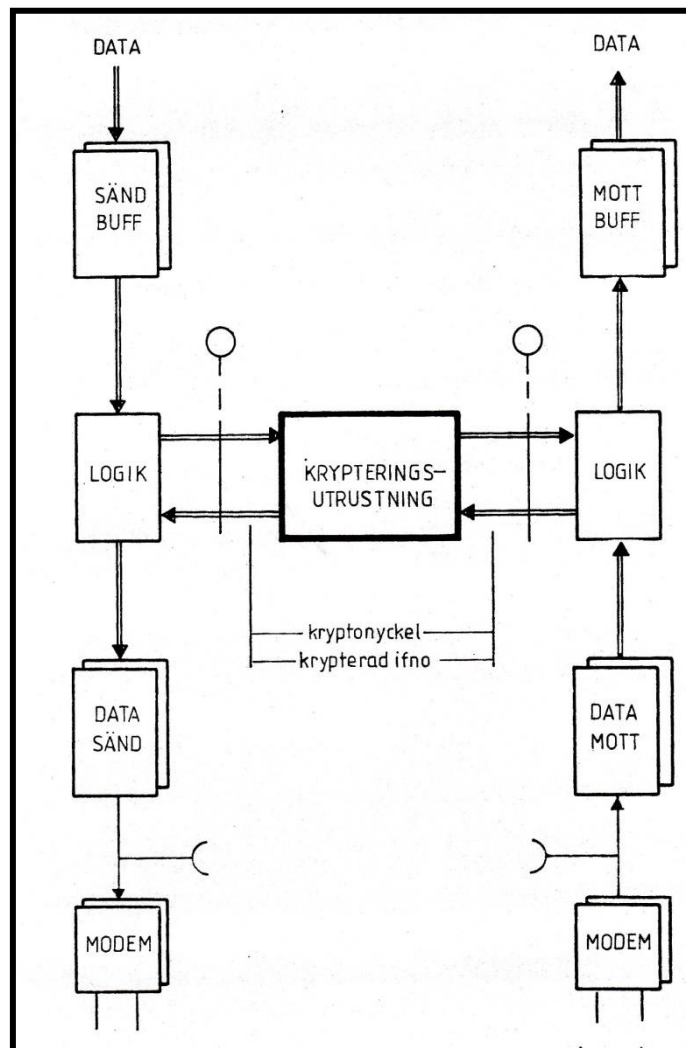 DATA
DATA
SÄND
BUFF
MOTT
BUFF
LOGIK
KRYPTERINGS-
UTRUSTNING
LOGIK
kryptonyckel
krypterad ifno
DATA
SÄND
DATA
MOTT
MODEM
MODEM